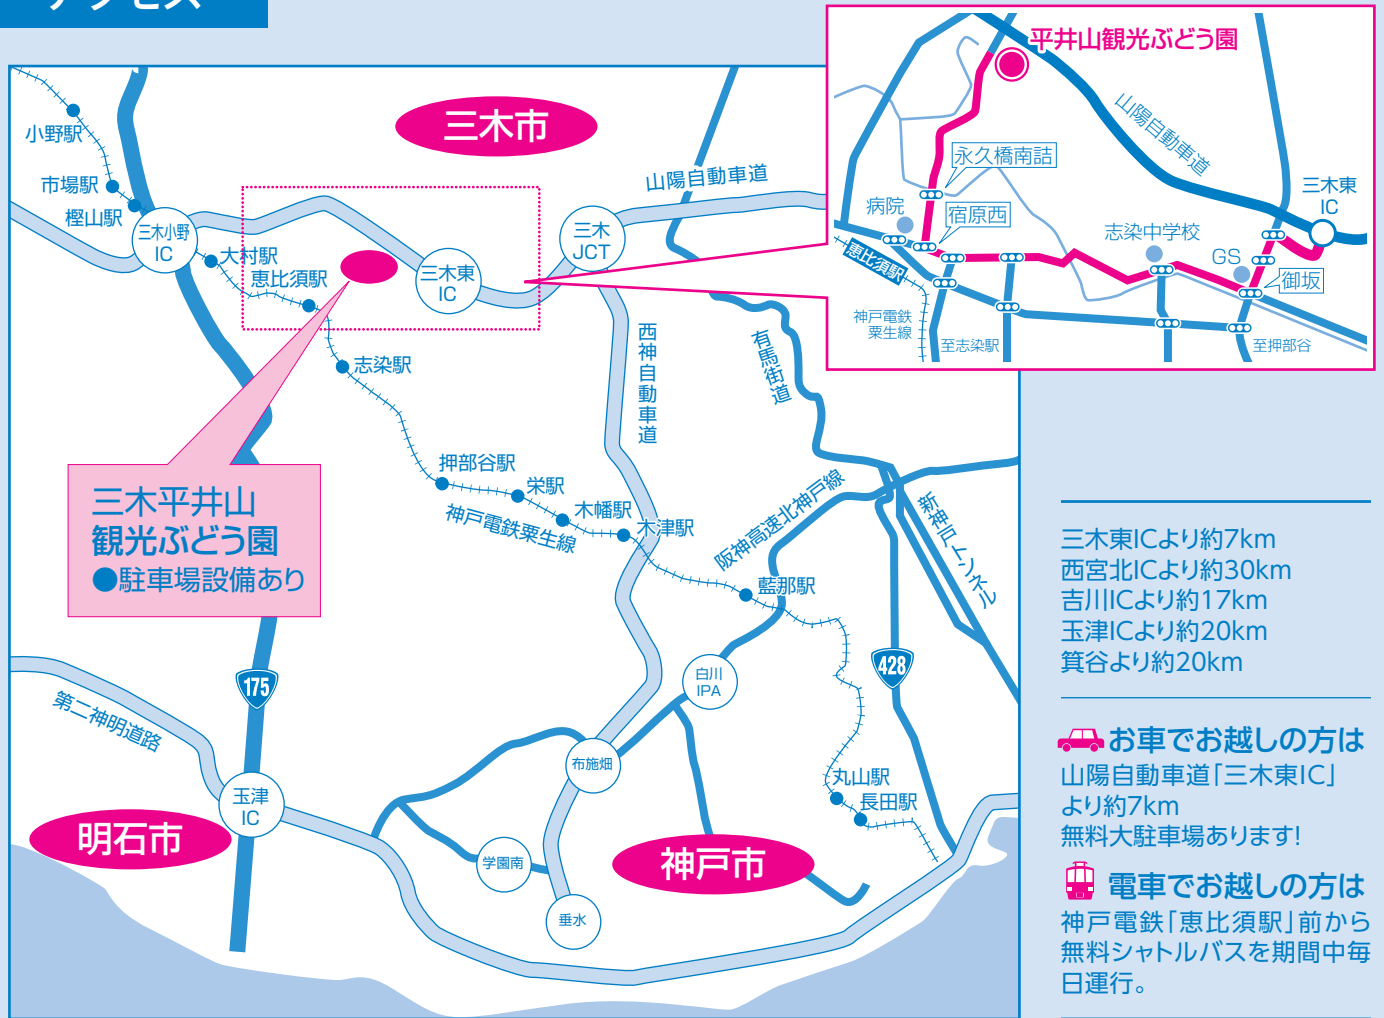 アクセス
平井山観光ぶどう園
山陽自動車道
三木東
IC
永久橋南詰
病院
宿原西
志染中学校
GS
御坂
恵比須駅
神戸電鉄
粟生線
至志染駅
至押部谷
三木市
小野駅
市場駅
樫山駅
三木小野
IC
大村駅
恵比須駅
三木東
IC
三木
JCT
山陽自動車道
志染駅
西神自動車道
有馬街道
三木平井山
観光ぶどう園
●駐車場設備あり
押部谷駅
栄駅
木幡駅
木津駅
神戸電鉄粟生線
阪神高速北神戸線
新神戸トンネル
藍那駅
428
175
白川
IPA
第二神明道路
布施畑
玉津
IC
丸山駅
長田駅
明石市
学園南
神戸市
垂水
三木東ICより約7km
西宮北ICより約30km
吉川ICより約17km
玉津ICより約20km
箕谷より約20km
お車でお越しの方は
山陽自動車道「三木東IC」
より約7km
無料大駐車場あります!
電車でお越しの方は
神戸電鉄「恵比須駅」前から
無料シャトルバスを期間中毎
日運行。